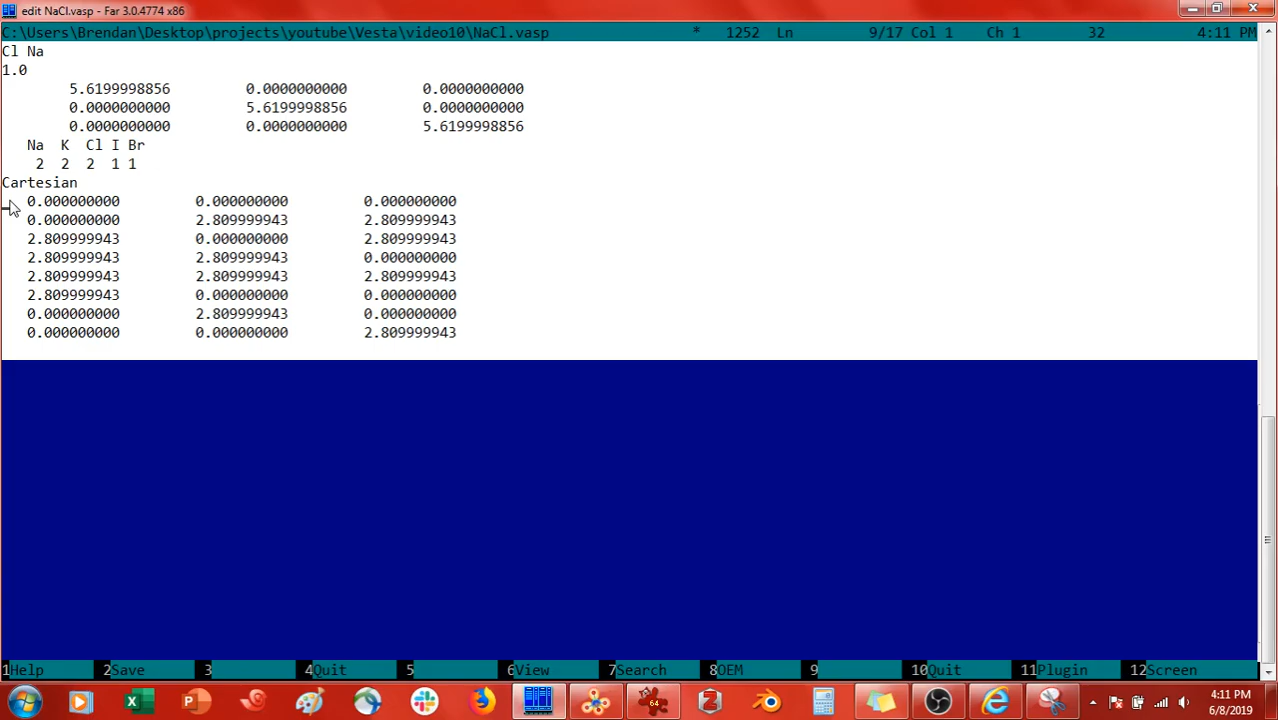 edit NaCl.vasp - Far 3.0.4774 x86
C:\Users\Brendan\Desktop\projects\youtube\Vesta\video10\NaCl.vasp * 1252 Ln 9/17 Col 1 Ch 1 32 4:11 PM
Cl Na
1.0
5.6199998856 0.0000000000 0.0000000000
0.0000000000 5.6199998856 0.0000000000
0.0000000000 0.0000000000 5.6199998856
Na K Cl I Br
2 2 2 1 1
Cartesian
0.000000000 0.000000000 0.000000000
0.000000000 2.809999943 2.809999943
2.809999943 0.000000000 2.809999943
2.809999943 2.809999943 0.000000000
2.809999943 2.809999943 2.809999943
2.809999943 0.000000000 0.000000000
0.000000000 2.809999943 0.000000000
0.000000000 0.000000000 2.809999943
1Help 2Save 3 4Quit 5 6View 7Search 8OEM 9 10Quit 11Plugin 12Screen
64
4:11 PM
6/8/2019